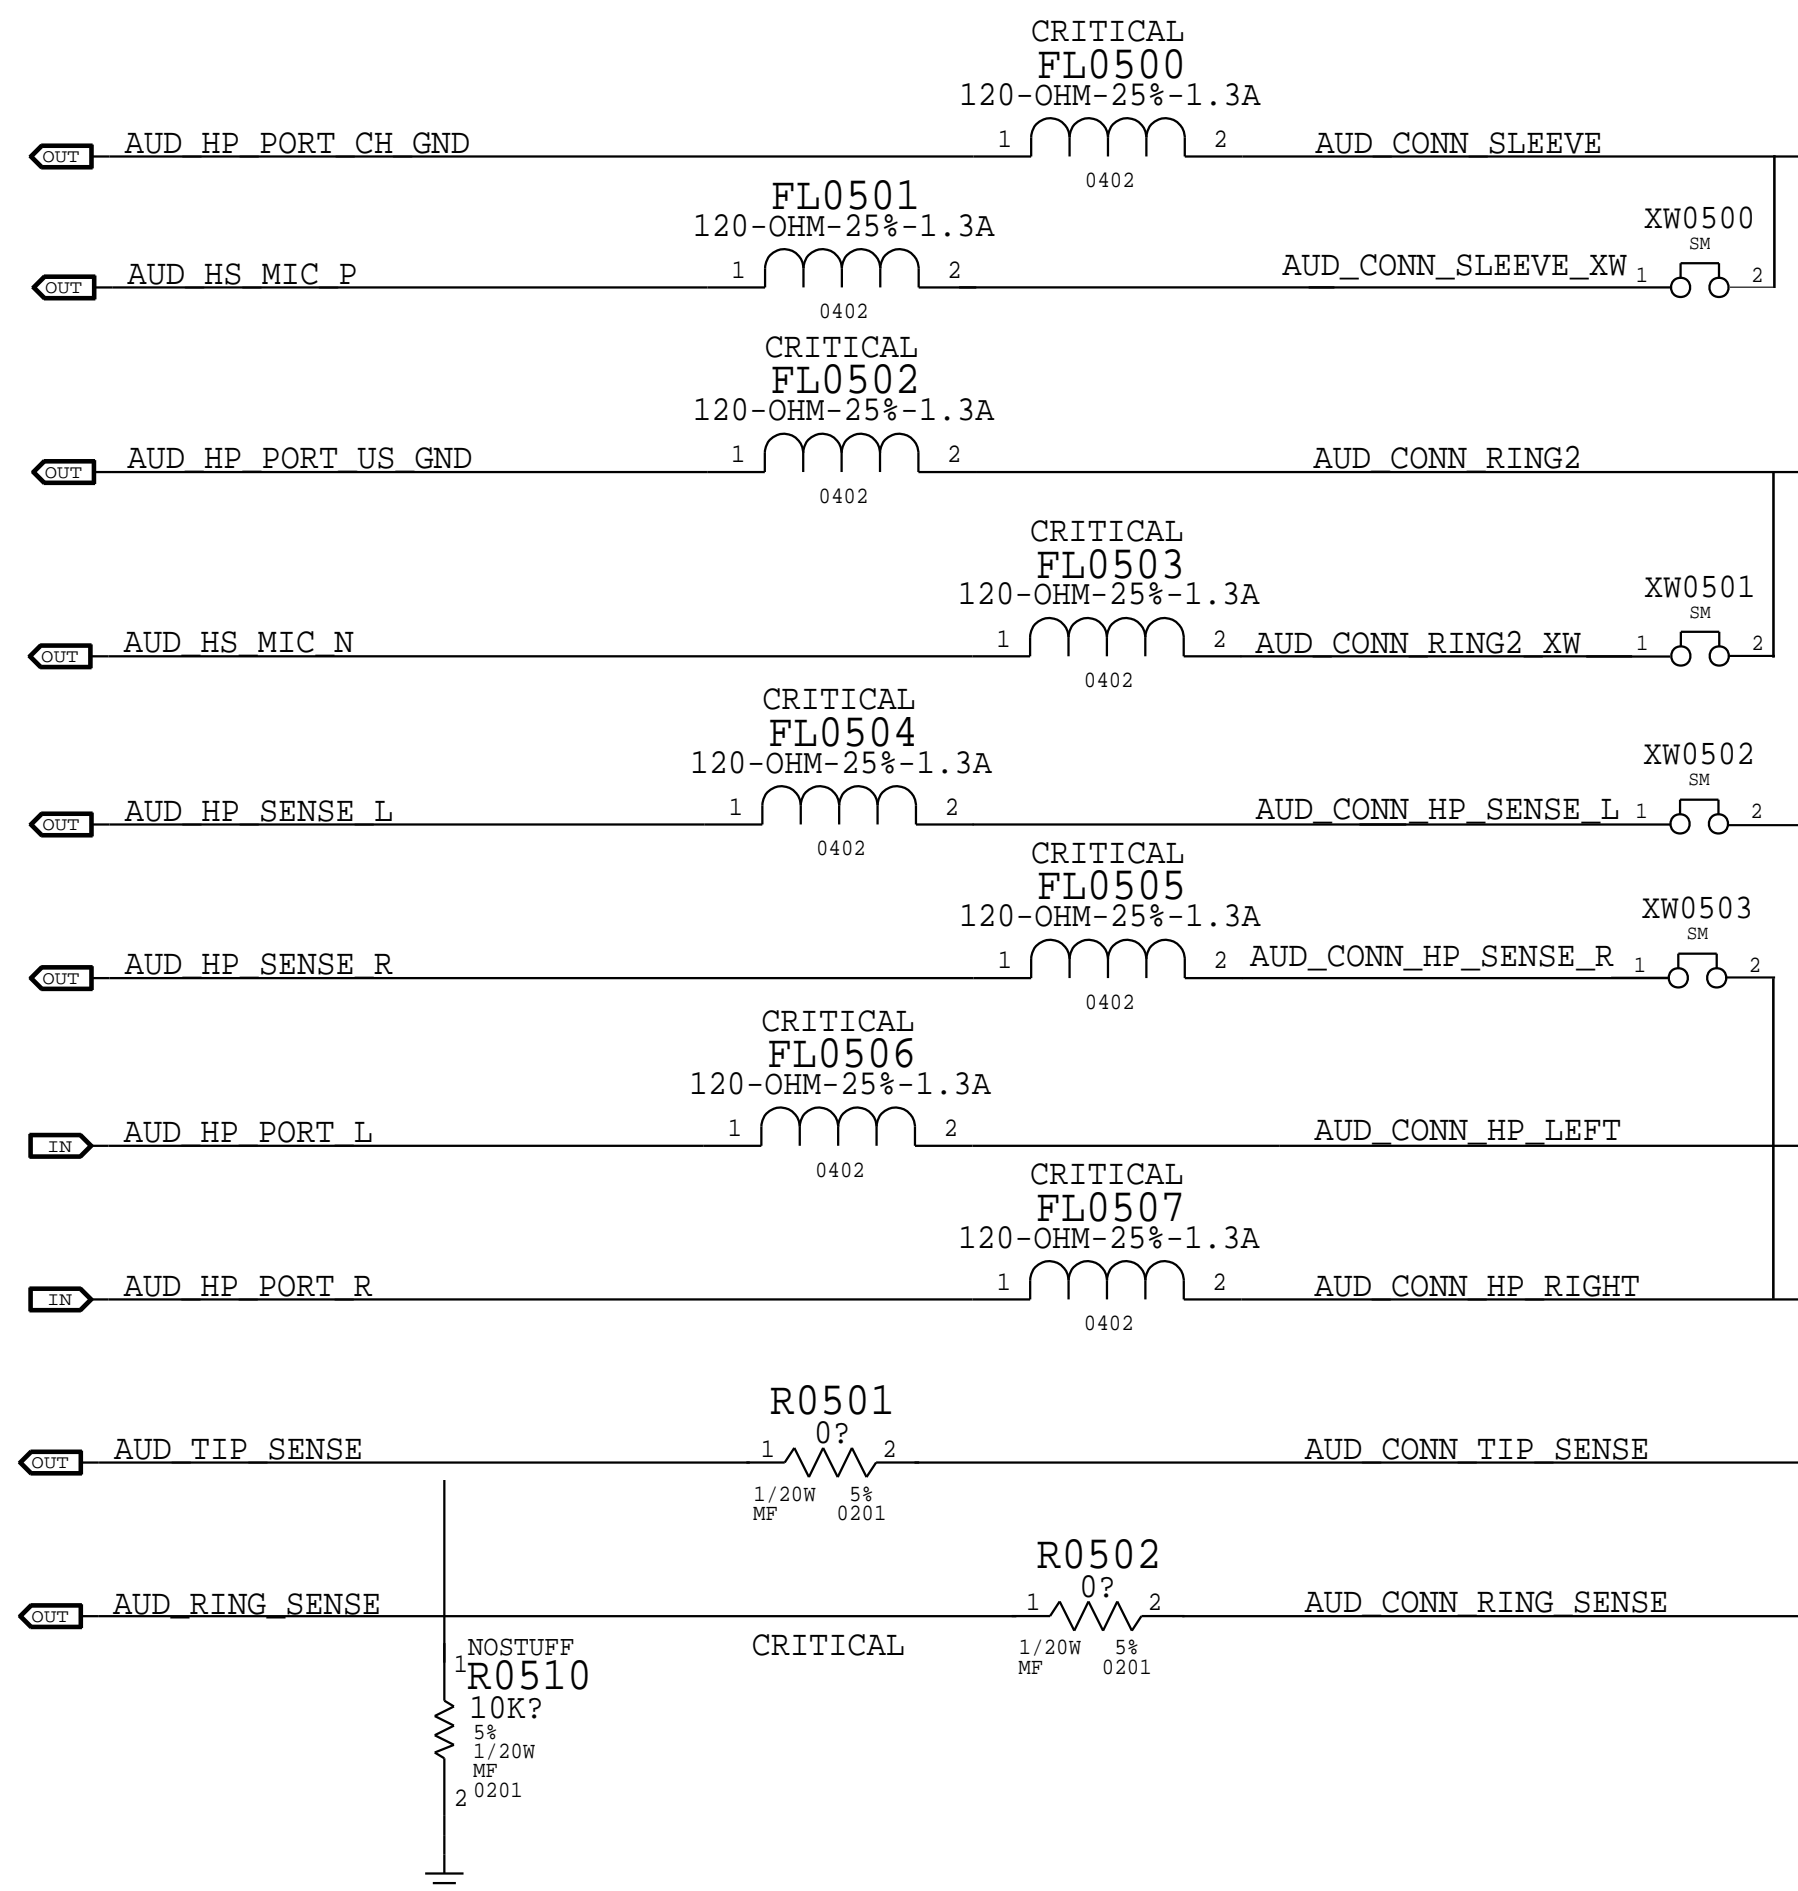 CRITICAL
FL0500
120-OHM-25%-1.3A
OUT AUD_HP_PORT_CH_GND 1 2 AUD_CONN_SLEEVE
0402
FL0501
120-OHM-25%-1.3A
XW0500
SM
OUT AUD_HS_MIC_P 1 2 AUD_CONN_SLEEVE_XW 1 2
0402
CRITICAL
FL0502
120-OHM-25%-1.3A
OUT AUD_HP_PORT_US_GND 1 2 AUD_CONN_RING2
0402
CRITICAL
FL0503
120-OHM-25%-1.3A
XW0501
SM
OUT AUD_HS_MIC_N 1 2 AUD_CONN_RING2_XW 1 2
0402
CRITICAL
FL0504
120-OHM-25%-1.3A
XW0502
SM
OUT AUD_HP_SENSE_L 1 2 AUD_CONN_HP_SENSE_L 1 2
0402
CRITICAL
FL0505
120-OHM-25%-1.3A
XW0503
SM
OUT AUD_HP_SENSE_R 1 2 AUD_CONN_HP_SENSE_R 1 2
0402
CRITICAL
FL0506
120-OHM-25%-1.3A
IN AUD_HP_PORT_L 1 2 AUD_CONN_HP_LEFT
0402
CRITICAL
FL0507
120-OHM-25%-1.3A
IN AUD_HP_PORT_R 1 2 AUD_CONN_HP_RIGHT
0402
R0501
0?
OUT AUD_TIP_SENSE 1 2 AUD_CONN_TIP_SENSE
1/20W 5%
MF 0201
R0502
0?
OUT AUD_RING_SENSE 1 2 AUD_CONN_RING_SENSE
CRITICAL
1/20W 5%
MF 0201
NOSTUFF
1 R0510
10K?
5%
1/20W
MF
2 0201